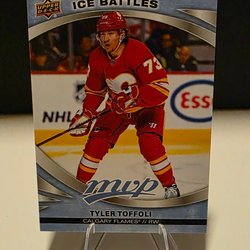 UPPER DECK
ICE BATTLES
73
NHL
Esso
mvp
TYLER TOFFOLI
CALGARY FLAMES® // RW